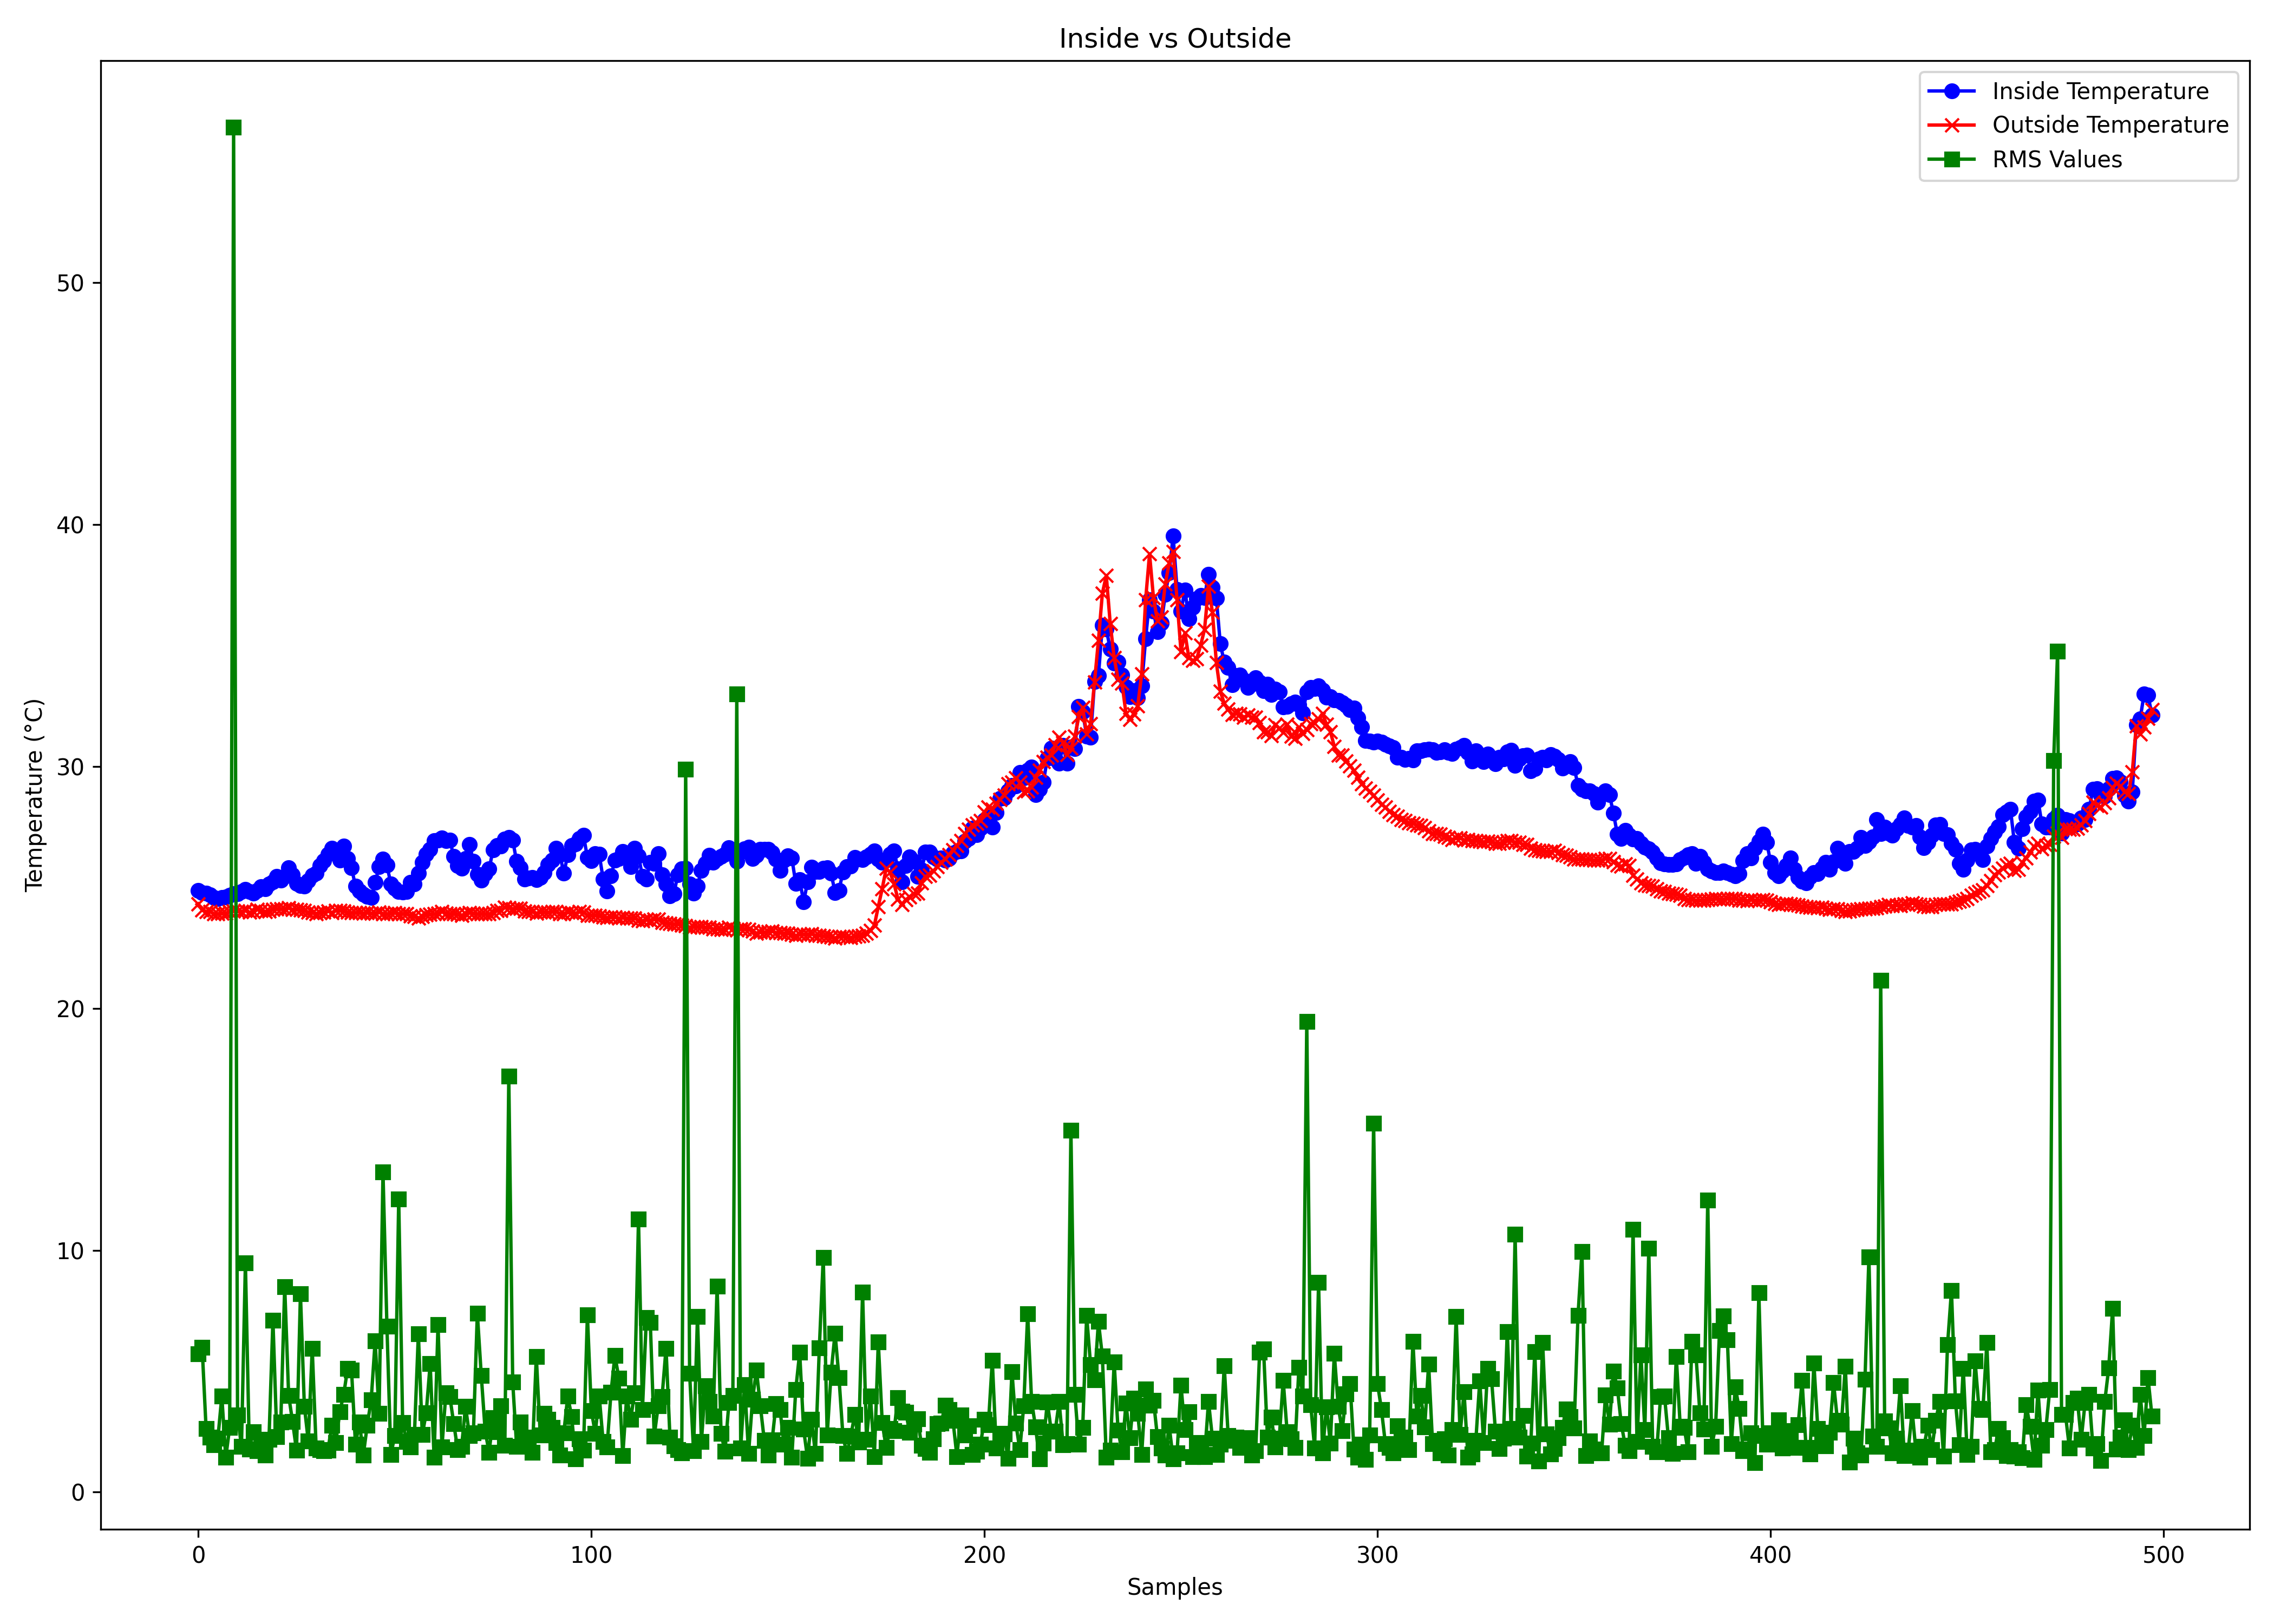 Inside vs Outside
Inside Temperature
Outside Temperature
RMS Values
Temperature (°C)
50
40
30
20
10
0
0 100 200 300 400 500
Samples